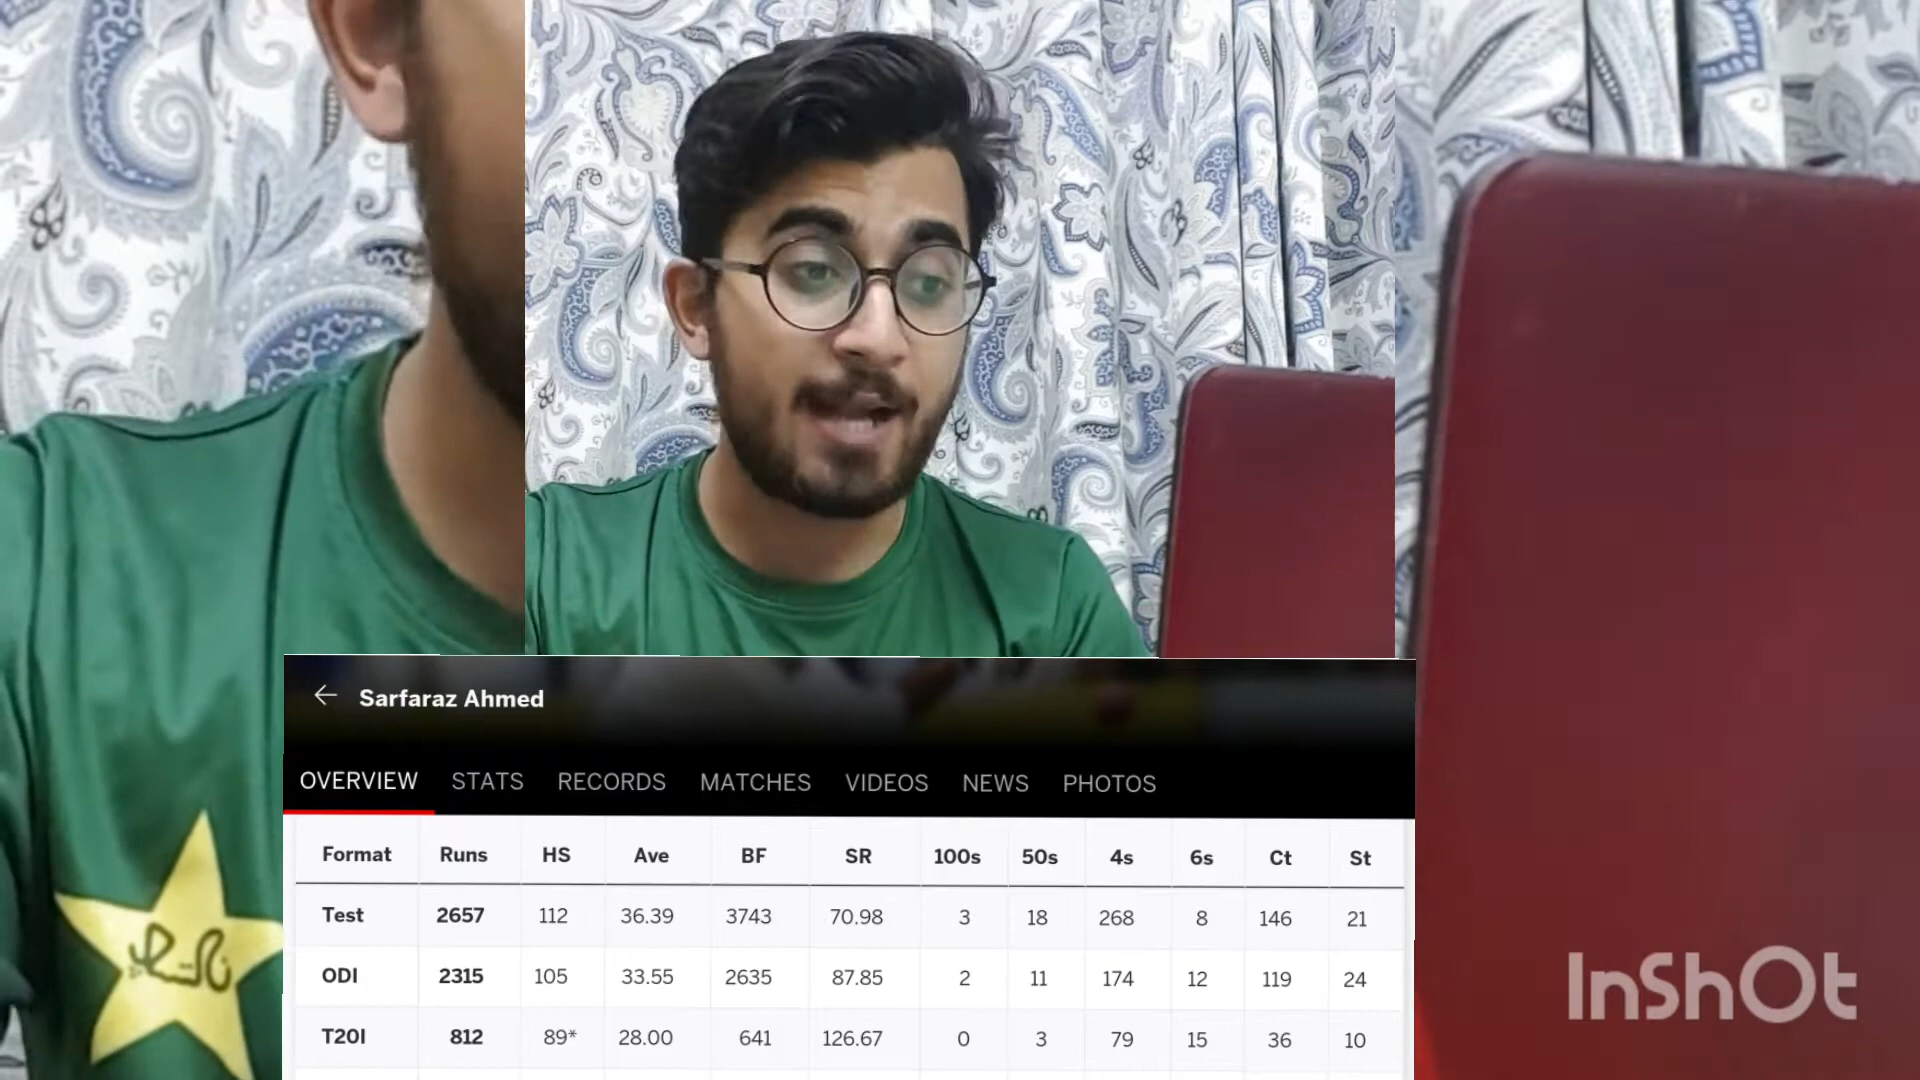 ← Sarfaraz Ahmed
OVERVIEW STATS RECORDS MATCHES VIDEOS NEWS PHOTOS
Format Runs HS Ave BF SR 100s 50s 4s 6s Ct St
Test 2657 112 36.39 3743 70.98 3 18 268 8 146 21
ODI 2315 105 33.55 2635 87.85 2 11 174 12 119 24
T20I 812 89* 28.00 641 126.67 0 3 79 15 36 10
پاکستان
InShOt